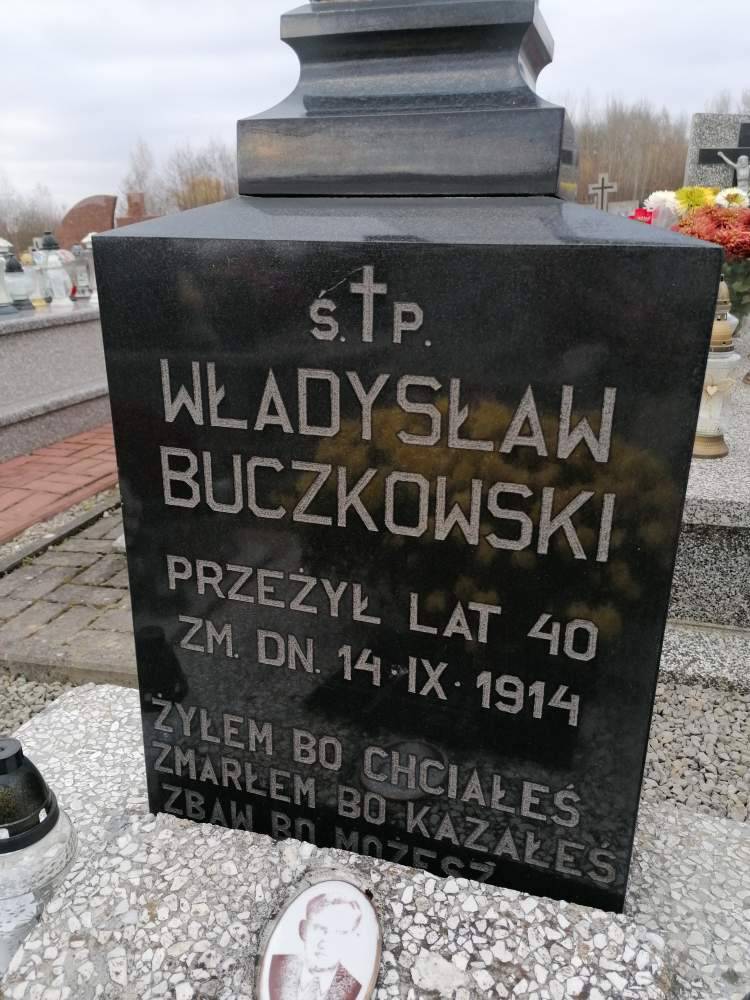 Ś. P.
WŁADYSŁAW
BUCZKOWSKI
PRZEŻYŁ LAT 40
ZM. DN. 14·IX·1914
ŻYŁEM BO CHCIAŁEŚ
ZMARŁEM BO KAZAŁEŚ
ZBAW BO MOŻESZ